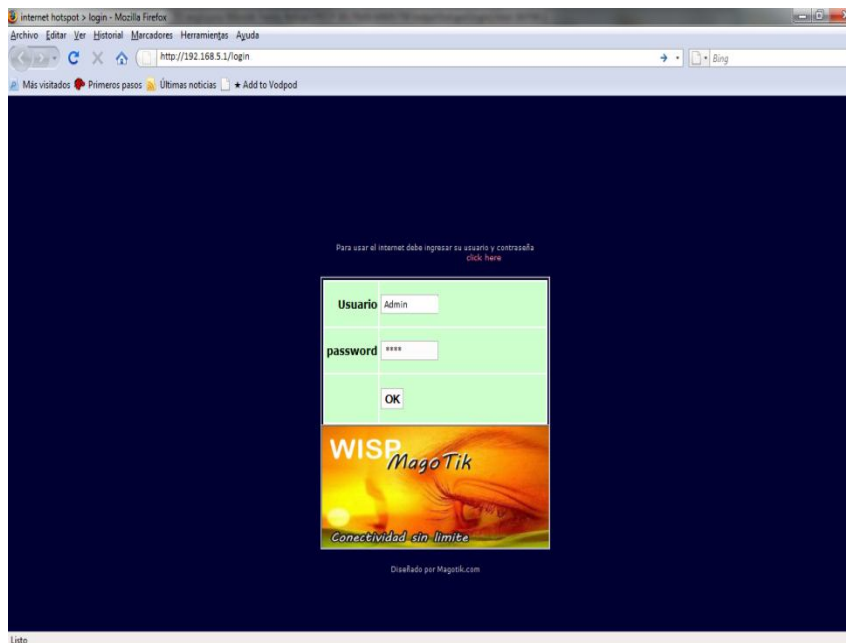 internet hotspot > login - Mozilla Firefox
Archivo Editar Ver Historial Marcadores Herramientas Ayuda
http://192.168.5.1/login
Bing
Más visitados Primeros pasos Últimas noticias ★ Add to Vodpod
Para usar el internet debe ingresar su usuario y contraseña
click here
Usuario Admin
password ****
OK
WISP
MagoTik
Conectividad sin limite
Diseñado por Magotik.com
Listo